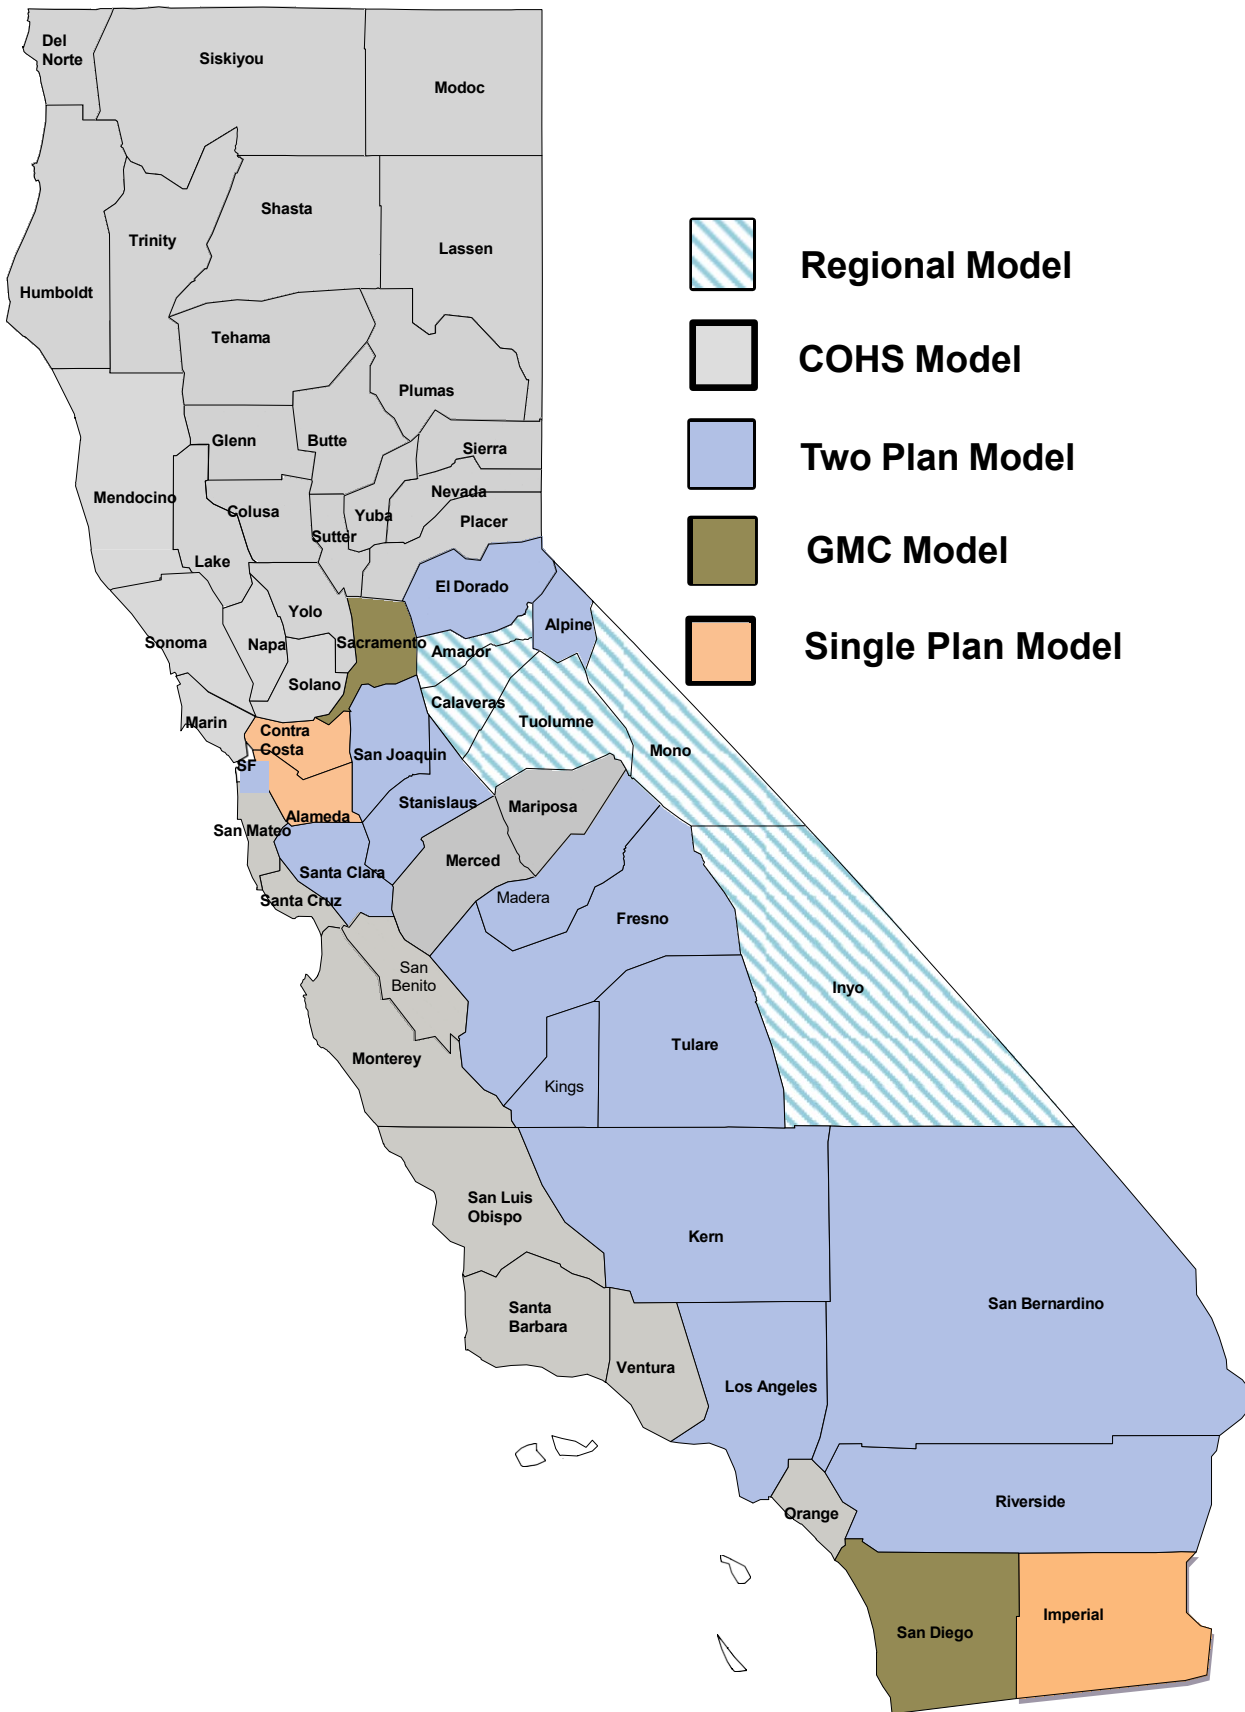 Del
Norte
Siskiyou
Modoc
Shasta
Trinity
Lassen
Humboldt
Regional Model
Tehama
COHS Model
Plumas
Glenn
Butte
Sierra
Two Plan Model
Mendocino
Nevada
Colusa
Yuba
Placer
Sutter
Lake
GMC Model
El Dorado
Yolo
Sonoma
Napa
Sacramento
Alpine
Amador
Single Plan Model
Solano
Calaveras
Marin
Contra
Costa
Tuolumne
San Joaquin
Mono
SF
Stanislaus
Mariposa
Alameda
San Mateo
Merced
Santa Clara
Madera
Santa Cruz
Fresno
San
Benito
Inyo
Monterey
Tulare
Kings
San Luis
Obispo
Kern
San Bernardino
Santa
Barbara
Ventura
Los Angeles
Riverside
Orange
Imperial
San Diego